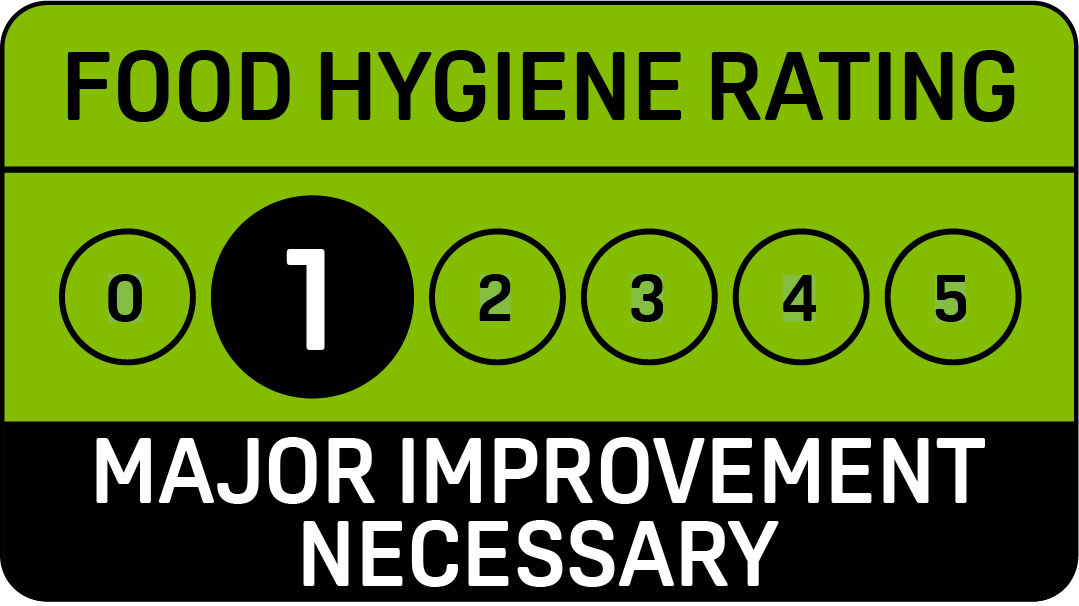 FOOD HYGIENE RATING
0 1 2 3 4 5
MAJOR IMPROVEMENT
NECESSARY